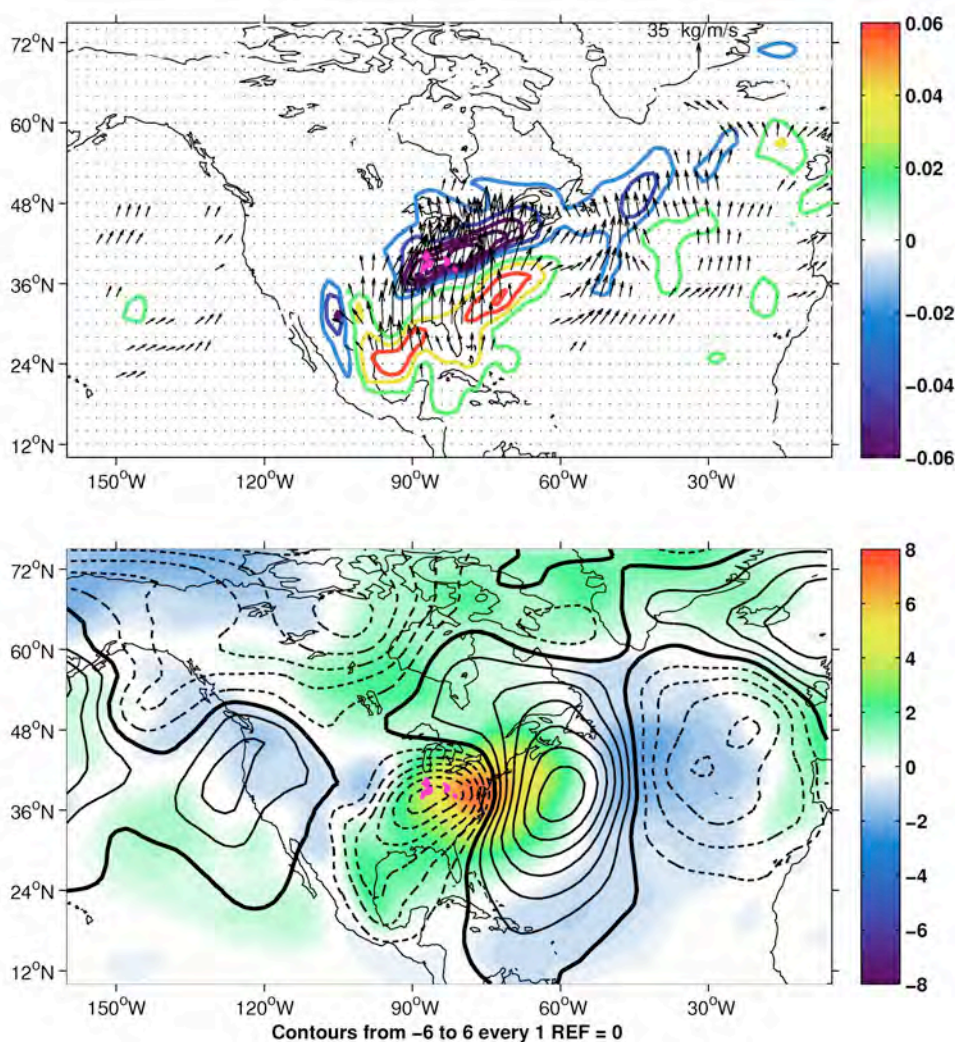 35 kg/m/s
72°N
60°N
48°N
36°N
24°N
12°N
150°W
120°W
90°W
60°W
30°W
0.06
0.04
0.02
0
−0.02
−0.04
−0.06
72°N
60°N
48°N
36°N
24°N
12°N
150°W
120°W
90°W
60°W
30°W
8
6
4
2
0
−2
−4
−6
−8
Contours from −6 to 6 every 1 REF = 0